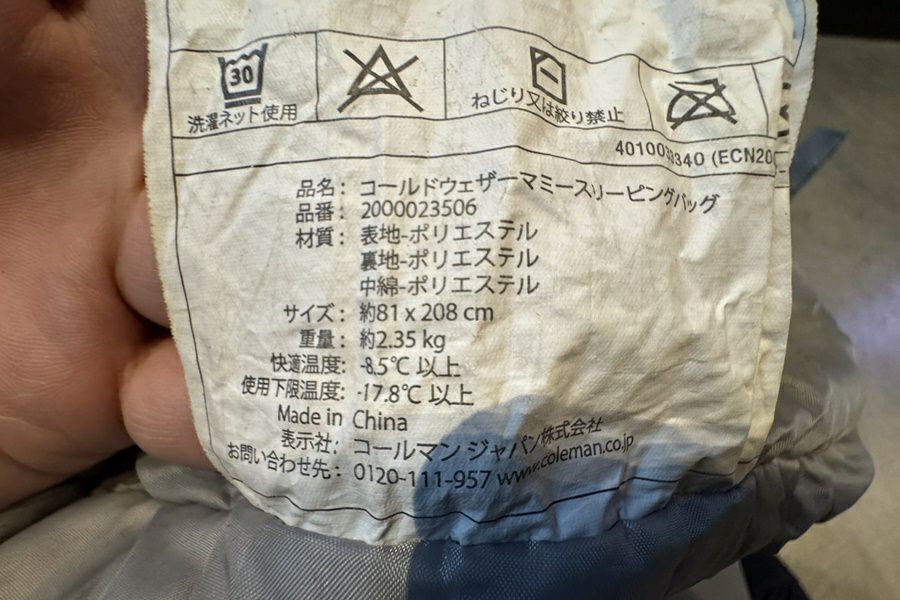 30
洗濯ネット使用
ねじり又は絞り禁止
(ECN20
品名： コールドウェザーマミースリーピングバッグ
品番： 2000023506
材質： 表地-ポリエステル
裏地-ポリエステル
中綿-ポリエステル
サイズ： 約81 x 208 cm
重量： 約2.35 kg
快適温度： -8.5℃ 以上
使用下限温度： -17.8℃ 以上
Made in China
表示社： コールマン ジャパン株式会社
お問い合わせ先： 0120-111-957 www.coleman.co.jp